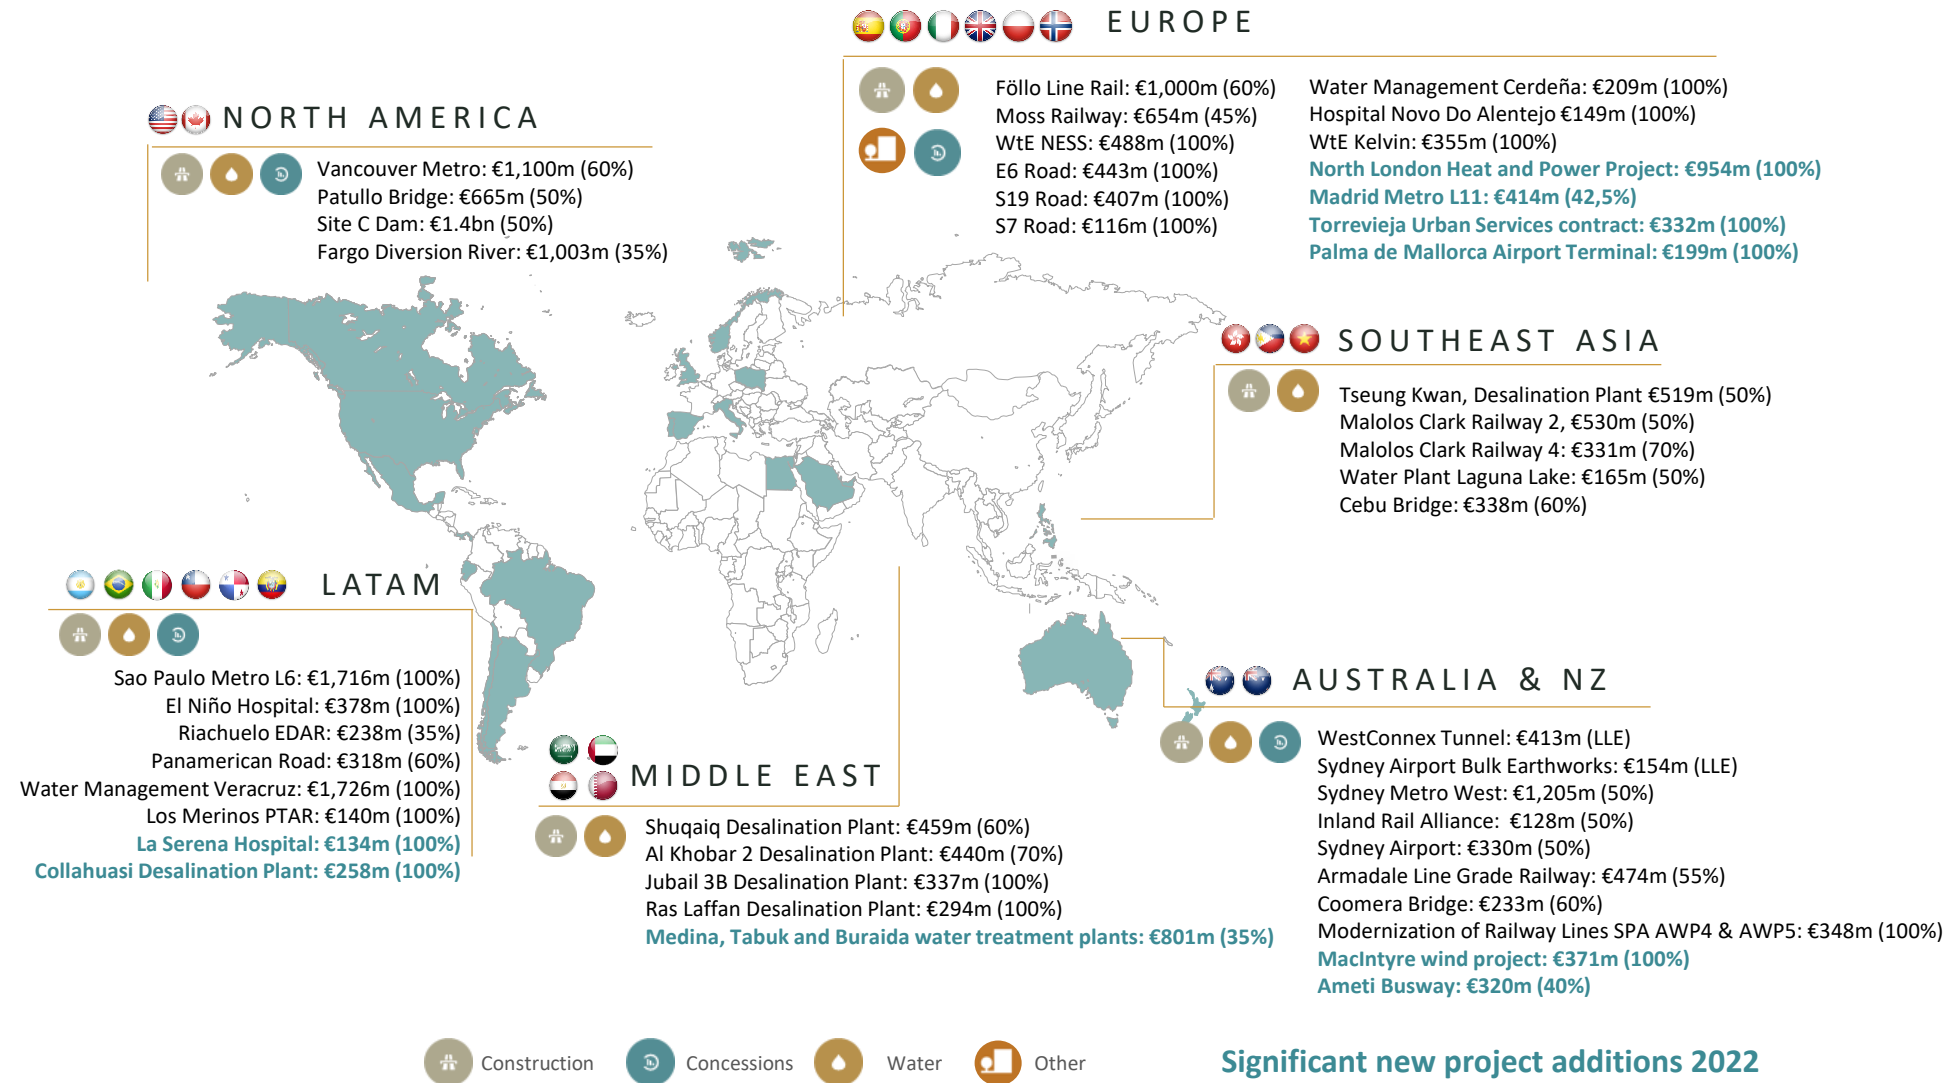 EUROPE
Föllo Line Rail: €1,000m (60%)
Moss Railway: €654m (45%)
WtE NESS: €488m (100%)
E6 Road: €443m (100%)
S19 Road: €407m (100%)
S7 Road: €116m (100%)
Water Management Cerdeña: €209m (100%)
Hospital Novo Do Alentejo €149m (100%)
WtE Kelvin: €355m (100%)
North London Heat and Power Project: €954m (100%)
Madrid Metro L11: €414m (42,5%)
Torrevieja Urban Services contract: €332m (100%)
Palma de Mallorca Airport Terminal: €199m (100%)
NORTH AMERICA
Vancouver Metro: €1,100m (60%)
Patullo Bridge: €665m (50%)
Site C Dam: €1.4bn (50%)
Fargo Diversion River: €1,003m (35%)
SOUTHEAST ASIA
Tseung Kwan, Desalination Plant €519m (50%)
Malolos Clark Railway 2, €530m (50%)
Malolos Clark Railway 4: €331m (70%)
Water Plant Laguna Lake: €165m (50%)
Cebu Bridge: €338m (60%)
LATAM
Sao Paulo Metro L6: €1,716m (100%)
El Niño Hospital: €378m (100%)
Riachuelo EDAR: €238m (35%)
Panamerican Road: €318m (60%)
Water Management Veracruz: €1,726m (100%)
Los Merinos PTAR: €140m (100%)
La Serena Hospital: €134m (100%)
Collahuasi Desalination Plant: €258m (100%)
MIDDLE EAST
Shuqaiq Desalination Plant: €459m (60%)
Al Khobar 2 Desalination Plant: €440m (70%)
Jubail 3B Desalination Plant: €337m (100%)
Ras Laffan Desalination Plant: €294m (100%)
Medina, Tabuk and Buraida water treatment plants: €801m (35%)
AUSTRALIA & NZ
WestConnex Tunnel: €413m (LLE)
Sydney Airport Bulk Earthworks: €154m (LLE)
Sydney Metro West: €1,205m (50%)
Inland Rail Alliance: €128m (50%)
Sydney Airport: €330m (50%)
Armadale Line Grade Railway: €474m (55%)
Coomera Bridge: €233m (60%)
Modernization of Railway Lines SPA AWP4 & AWP5: €348m (100%)
MacIntyre wind project: €371m (100%)
Ameti Busway: €320m (40%)
Construction
Concessions
Water
Other
Significant new project additions 2022